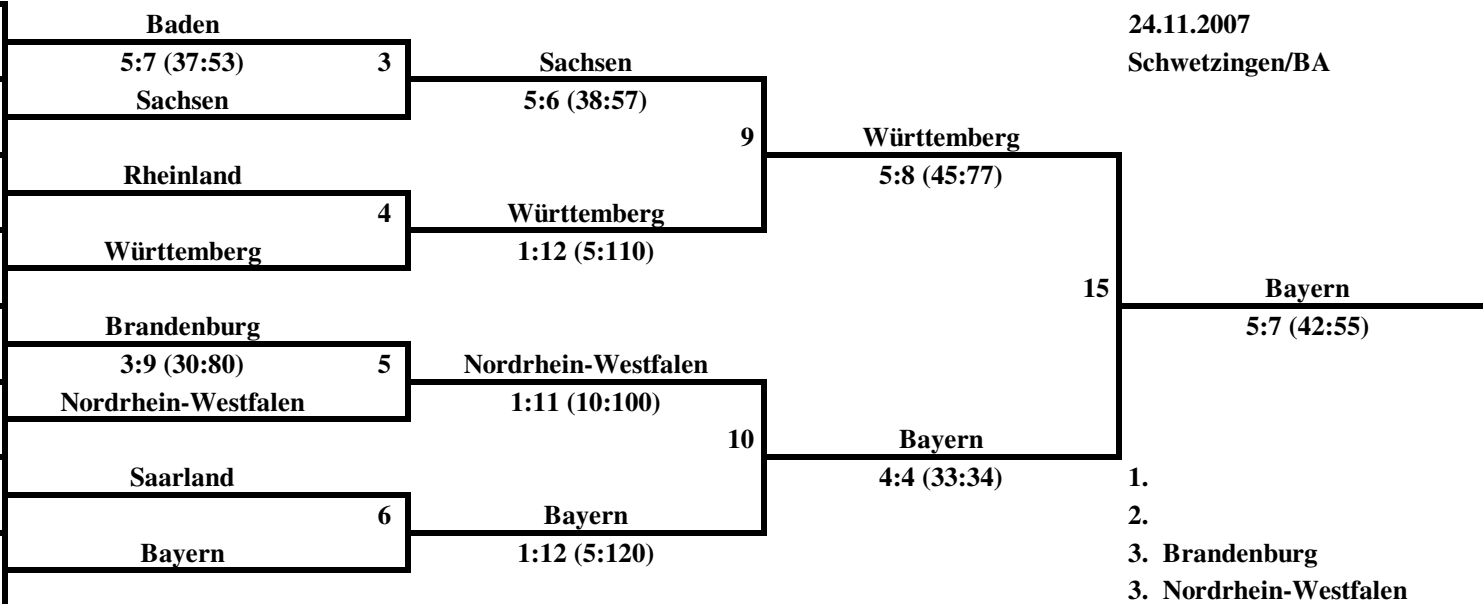 Baden 24.11.2007
5:7 (37:53) 3 Sachsen Schwetzingen/BA
Sachsen 5:6 (38:57)
9 Württemberg
Rheinland 5:8 (45:77)
4 Württemberg
Württemberg 1:12 (5:110)
15 Bayern
Brandenburg 5:7 (42:55)
3:9 (30:80) 5 Nordrhein-Westfalen
Nordrhein-Westfalen 1:11 (10:100)
10 Bayern
Saarland 4:4 (33:34) 1.
6 Bayern 2.
Bayern 1:12 (5:120) 3. Brandenburg
3. Nordrhein-Westfalen